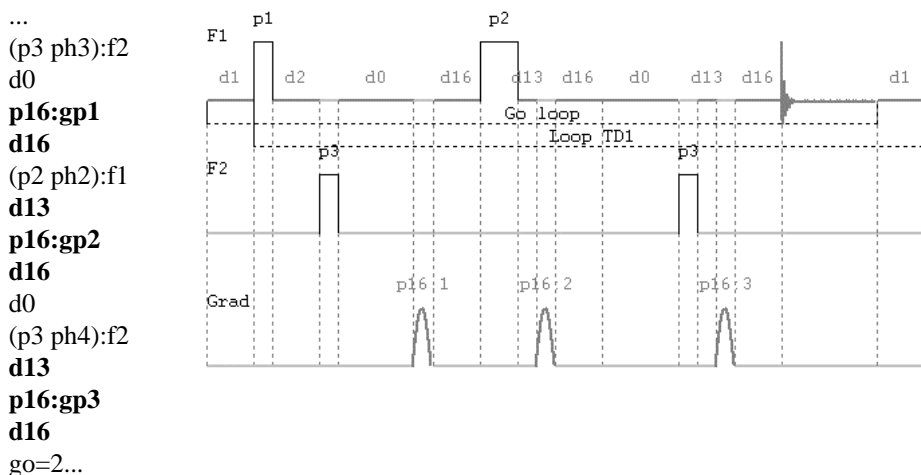 ...
(p3 ph3):f2
d0
p16:gp1
d16
(p2 ph2):f1
d13
p16:gp2
d16
d0
(p3 ph4):f2
d13
p16:gp3
d16
go=2...
p1 p2
F1
d1 d2 d0 d16 d13 d16 d0 d13 d16 d1
Go loop
Loop TD1
p3 p3
F2
p16:1 p16:2 p16:3
Grad